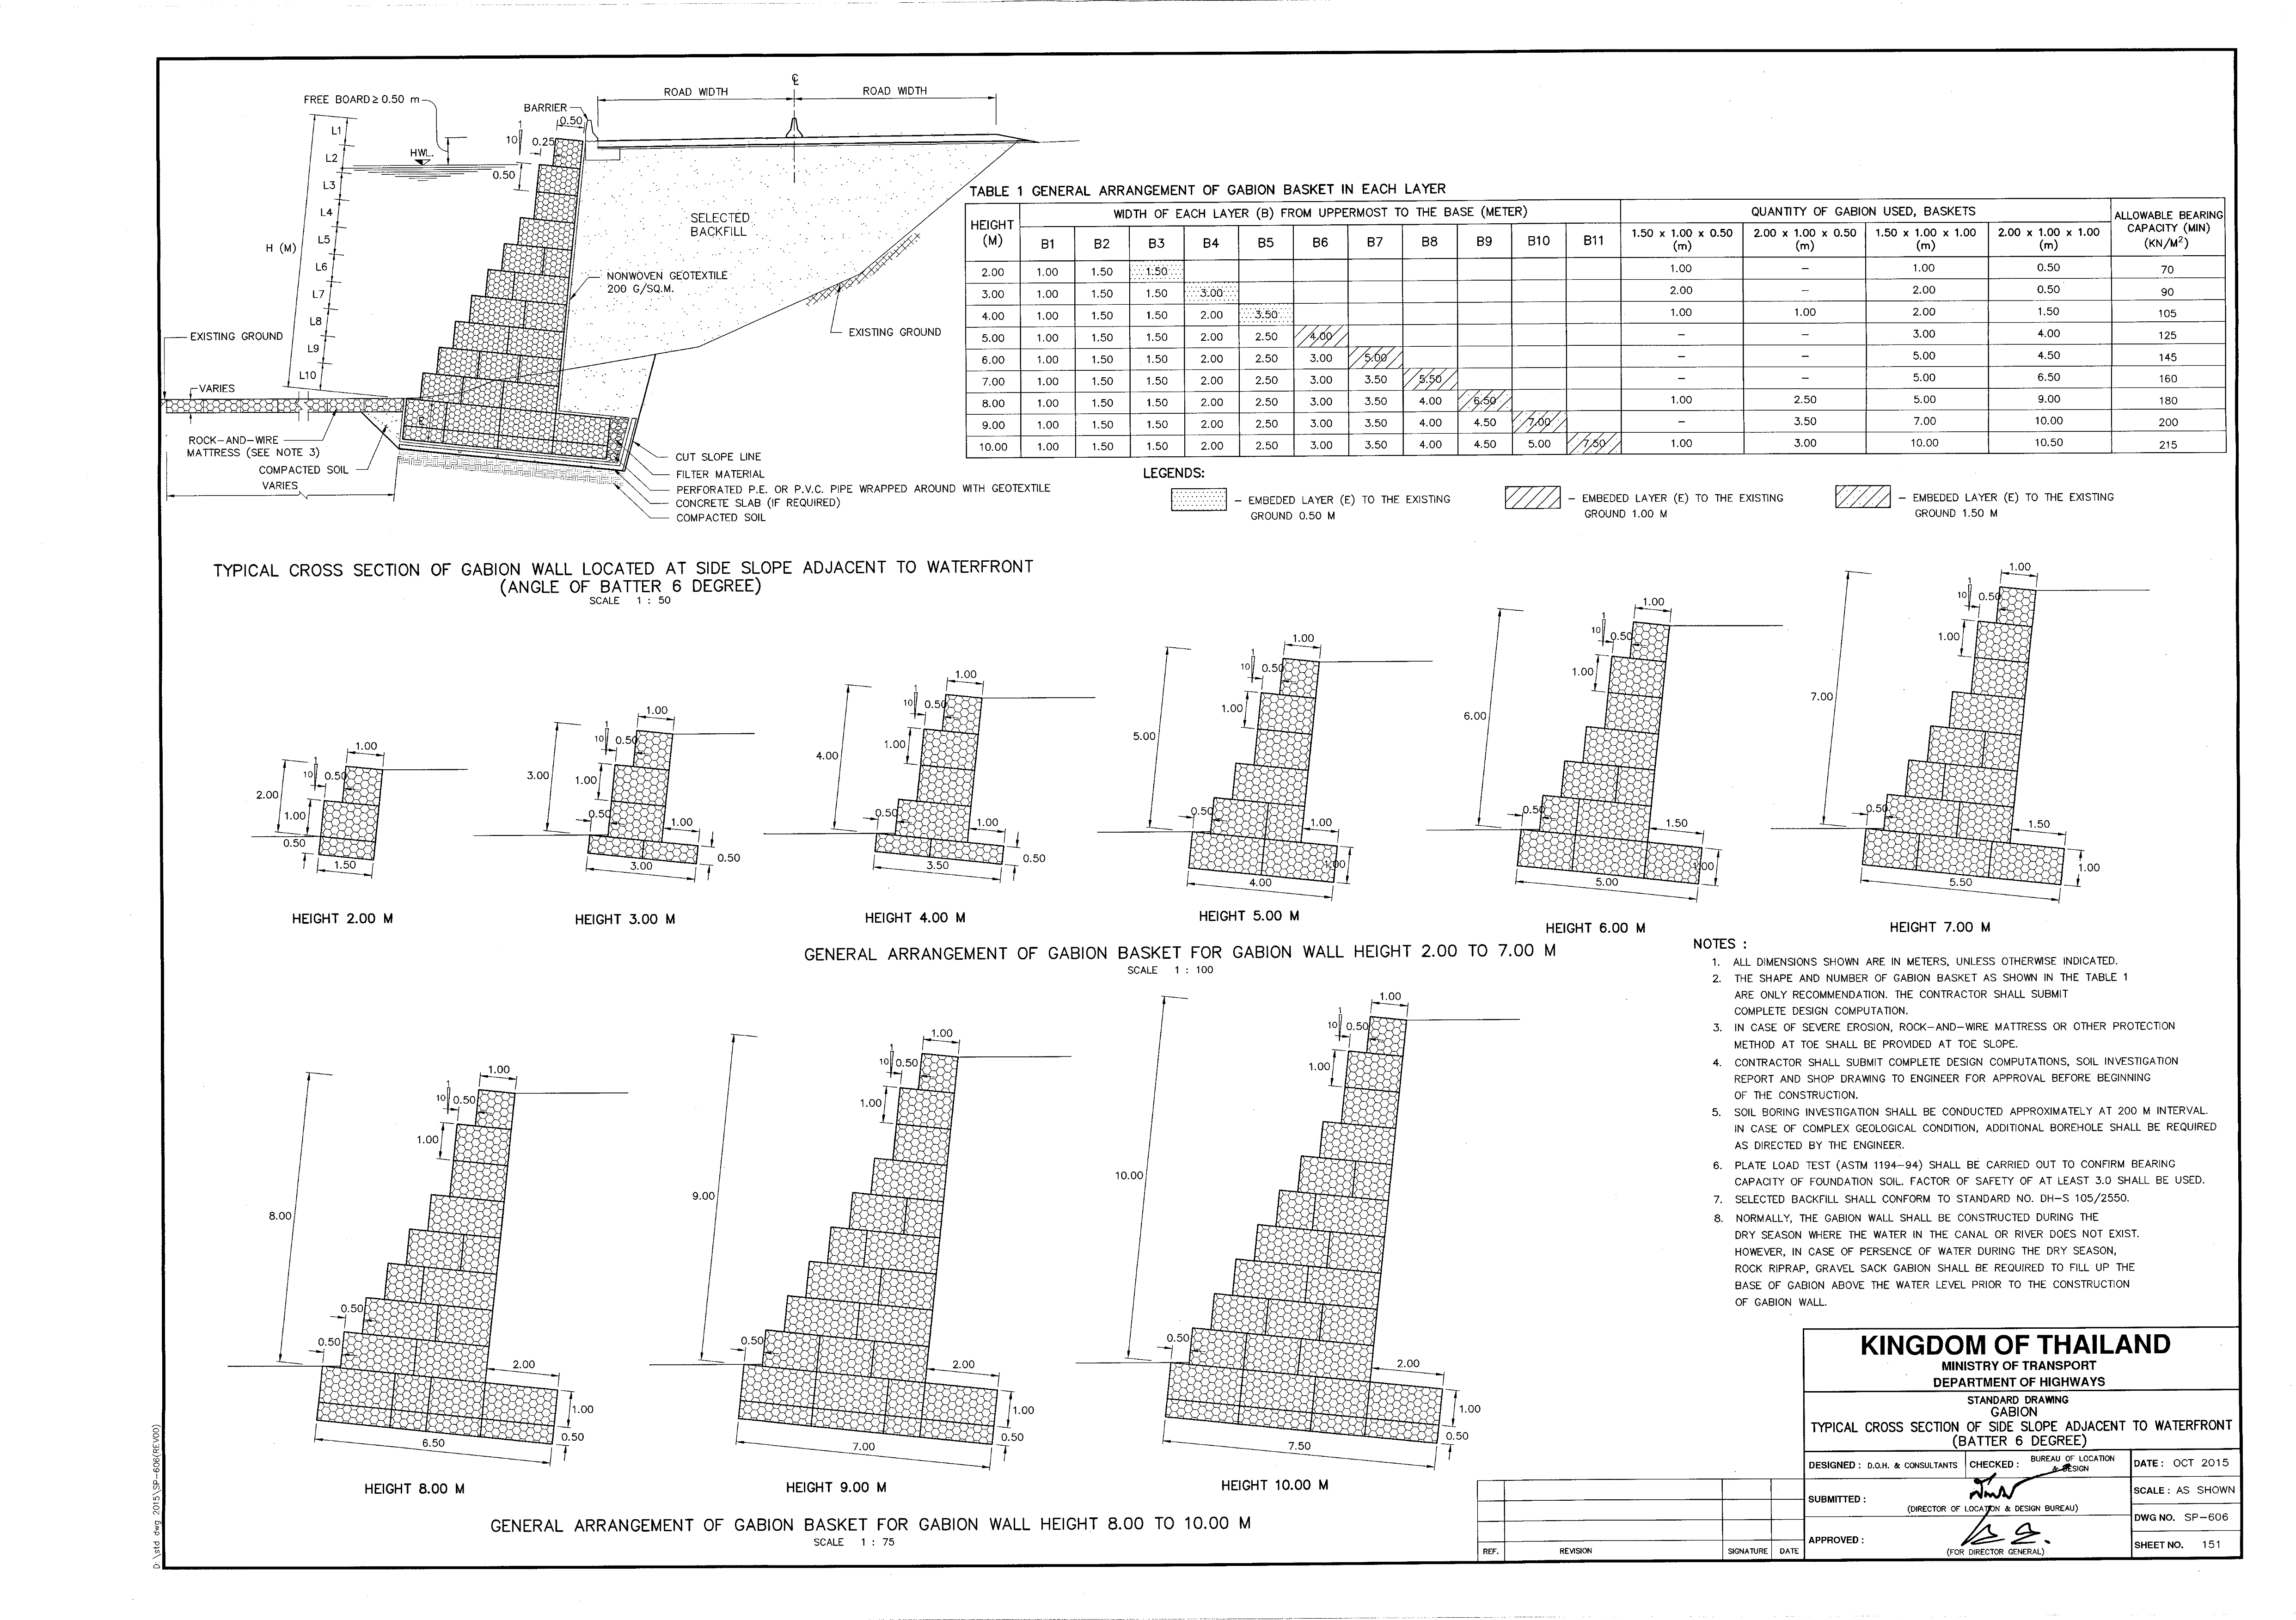 FREE BOARD ≥ 0.50 m
BARRIER
ROAD WIDTH
℄
ROAD WIDTH
L1
L2
L3
L4
L5
L6
L7
L8
L9
L10
H (M)
HWL.
1
10
0.50
0.25
0.50
SELECTED
BACKFILL
NONWOVEN GEOTEXTILE
200 G/SQ.M.
EXISTING GROUND
EXISTING GROUND
VARIES
E
ROCK-AND-WIRE
MATTRESS (SEE NOTE 3)
COMPACTED SOIL
VARIES
CUT SLOPE LINE
FILTER MATERIAL
PERFORATED P.E. OR P.V.C. PIPE WRAPPED AROUND WITH GEOTEXTILE
CONCRETE SLAB (IF REQUIRED)
COMPACTED SOIL
TYPICAL CROSS SECTION OF GABION WALL LOCATED AT SIDE SLOPE ADJACENT TO WATERFRONT
(ANGLE OF BATTER 6 DEGREE)
SCALE 1 : 50
TABLE 1 GENERAL ARRANGEMENT OF GABION BASKET IN EACH LAYER
HEIGHT (M) WIDTH OF EACH LAYER (B) FROM UPPERMOST TO THE BASE (METER) QUANTITY OF GABION USED, BASKETS ALLOWABLE BEARING CAPACITY (MIN) (KN/M²)
B1 B2 B3 B4 B5 B6 B7 B8 B9 B10 B11 1.50 x 1.00 x 0.50 (m) 2.00 x 1.00 x 0.50 (m) 1.50 x 1.00 x 1.00 (m) 2.00 x 1.00 x 1.00 (m)
2.00 1.00 1.50 1.50 1.00 – 1.00 0.50 70
3.00 1.00 1.50 1.50 3.00 2.00 – 2.00 0.50 90
4.00 1.00 1.50 1.50 2.00 3.50 1.00 1.00 2.00 1.50 105
5.00 1.00 1.50 1.50 2.00 2.50 4.00 – – 3.00 4.00 125
6.00 1.00 1.50 1.50 2.00 2.50 3.00 5.00 – – 5.00 4.50 145
7.00 1.00 1.50 1.50 2.00 2.50 3.00 3.50 5.50 – – 5.00 6.50 160
8.00 1.00 1.50 1.50 2.00 2.50 3.00 3.50 4.00 6.50 1.00 2.50 5.00 9.00 180
9.00 1.00 1.50 1.50 2.00 2.50 3.00 3.50 4.00 4.50 7.00 – 3.50 7.00 10.00 200
10.00 1.00 1.50 1.50 2.00 2.50 3.00 3.50 4.00 4.50 5.00 7.50 1.00 3.00 10.00 10.50 215
LEGENDS:
– EMBEDED LAYER (E) TO THE EXISTING
GROUND 0.50 M
– EMBEDED LAYER (E) TO THE EXISTING
GROUND 1.00 M
– EMBEDED LAYER (E) TO THE EXISTING
GROUND 1.50 M
1.00
1
10
0.50
2.00
1.00
0.50
1.50
HEIGHT 2.00 M
1.00
1
10
0.50
3.00
1.00
0.50
1.00
0.50
3.00
HEIGHT 3.00 M
1.00
1
10
0.50
4.00
1.00
0.50
1.00
0.50
3.50
HEIGHT 4.00 M
1.00
1
10
0.50
5.00
1.00
0.50
1.00
1.00
4.00
HEIGHT 5.00 M
1.00
1
10
0.50
6.00
1.00
0.50
1.50
1.00
5.00
HEIGHT 6.00 M
1.00
1
10
0.50
7.00
1.00
0.50
1.50
1.00
5.50
HEIGHT 7.00 M
GENERAL ARRANGEMENT OF GABION BASKET FOR GABION WALL HEIGHT 2.00 TO 7.00 M
SCALE 1 : 100
1.00
1
10
0.50
1.00
8.00
0.50
0.50
2.00
1.00
0.50
6.50
HEIGHT 8.00 M
1.00
1
10
0.50
1.00
9.00
0.50
2.00
1.00
0.50
7.00
HEIGHT 9.00 M
1.00
1
10
0.50
1.00
10.00
0.50
2.00
1.00
0.50
7.50
HEIGHT 10.00 M
GENERAL ARRANGEMENT OF GABION BASKET FOR GABION WALL HEIGHT 8.00 TO 10.00 M
SCALE 1 : 75
NOTES :
1. ALL DIMENSIONS SHOWN ARE IN METERS, UNLESS OTHERWISE INDICATED.
2. THE SHAPE AND NUMBER OF GABION BASKET AS SHOWN IN THE TABLE 1
ARE ONLY RECOMMENDATION. THE CONTRACTOR SHALL SUBMIT
COMPLETE DESIGN COMPUTATION.
3. IN CASE OF SEVERE EROSION, ROCK-AND-WIRE MATTRESS OR OTHER PROTECTION
METHOD AT TOE SHALL BE PROVIDED AT TOE SLOPE.
4. CONTRACTOR SHALL SUBMIT COMPLETE DESIGN COMPUTATIONS, SOIL INVESTIGATION
REPORT AND SHOP DRAWING TO ENGINEER FOR APPROVAL BEFORE BEGINNING
OF THE CONSTRUCTION.
5. SOIL BORING INVESTIGATION SHALL BE CONDUCTED APPROXIMATELY AT 200 M INTERVAL.
IN CASE OF COMPLEX GEOLOGICAL CONDITION, ADDITIONAL BOREHOLE SHALL BE REQUIRED
AS DIRECTED BY THE ENGINEER.
6. PLATE LOAD TEST (ASTM 1194-94) SHALL BE CARRIED OUT TO CONFIRM BEARING
CAPACITY OF FOUNDATION SOIL. FACTOR OF SAFETY OF AT LEAST 3.0 SHALL BE USED.
7. SELECTED BACKFILL SHALL CONFORM TO STANDARD NO. DH-S 105/2550.
8. NORMALLY, THE GABION WALL SHALL BE CONSTRUCTED DURING THE
DRY SEASON WHERE THE WATER IN THE CANAL OR RIVER DOES NOT EXIST.
HOWEVER, IN CASE OF PERSENCE OF WATER DURING THE DRY SEASON,
ROCK RIPRAP, GRAVEL SACK GABION SHALL BE REQUIRED TO FILL UP THE
BASE OF GABION ABOVE THE WATER LEVEL PRIOR TO THE CONSTRUCTION
OF GABION WALL.
KINGDOM OF THAILAND
MINISTRY OF TRANSPORT
DEPARTMENT OF HIGHWAYS
STANDARD DRAWING
GABION
TYPICAL CROSS SECTION OF SIDE SLOPE ADJACENT TO WATERFRONT
(BATTER 6 DEGREE)
DESIGNED : D.O.H. & CONSULTANTS
CHECKED : BUREAU OF LOCATION & DESIGN
DATE : OCT 2015
SUBMITTED :
(DIRECTOR OF LOCATION & DESIGN BUREAU)
SCALE : AS SHOWN
DWG NO. SP-606
APPROVED :
(FOR DIRECTOR GENERAL)
SHEET NO. 151
REF. REVISION SIGNATURE DATE
D:\std dwg 2015\SP-606(REV00)